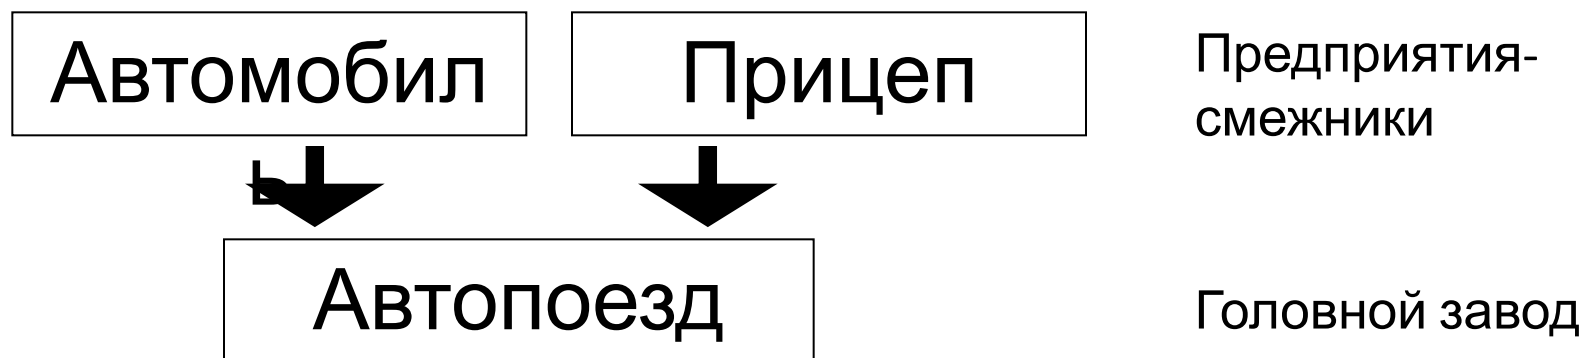 Автомобил
ь
Прицеп
Предприятия-
смежники
Автопоезд
Головной завод